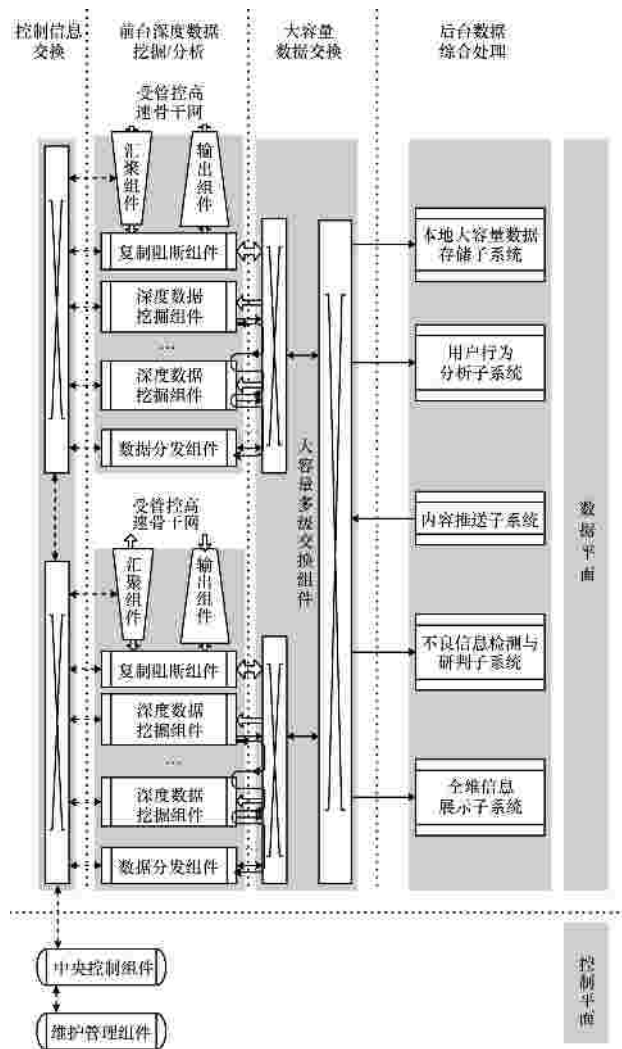 控制信息
交换
前台深度数据
挖掘/分析
大容量
数据交换
后台数据
综合处理
受管控高
速骨干网
汇聚组件
输出组件
复制阻断组件
深度数据
挖掘组件
…
深度数据
挖掘组件
数据分发组件
受管控高
速骨干网
汇聚组件
输出组件
复制阻断组件
深度数据
挖掘组件
…
深度数据
挖掘组件
数据分发组件
大容量多级交换组件
本地大容量数据
存储子系统
用户行为
分析子系统
内容推送子系统
不良信息检测与
研判子系统
全维信息
展示子系统
数据平面
中央控制组件
维护管理组件
控制平面